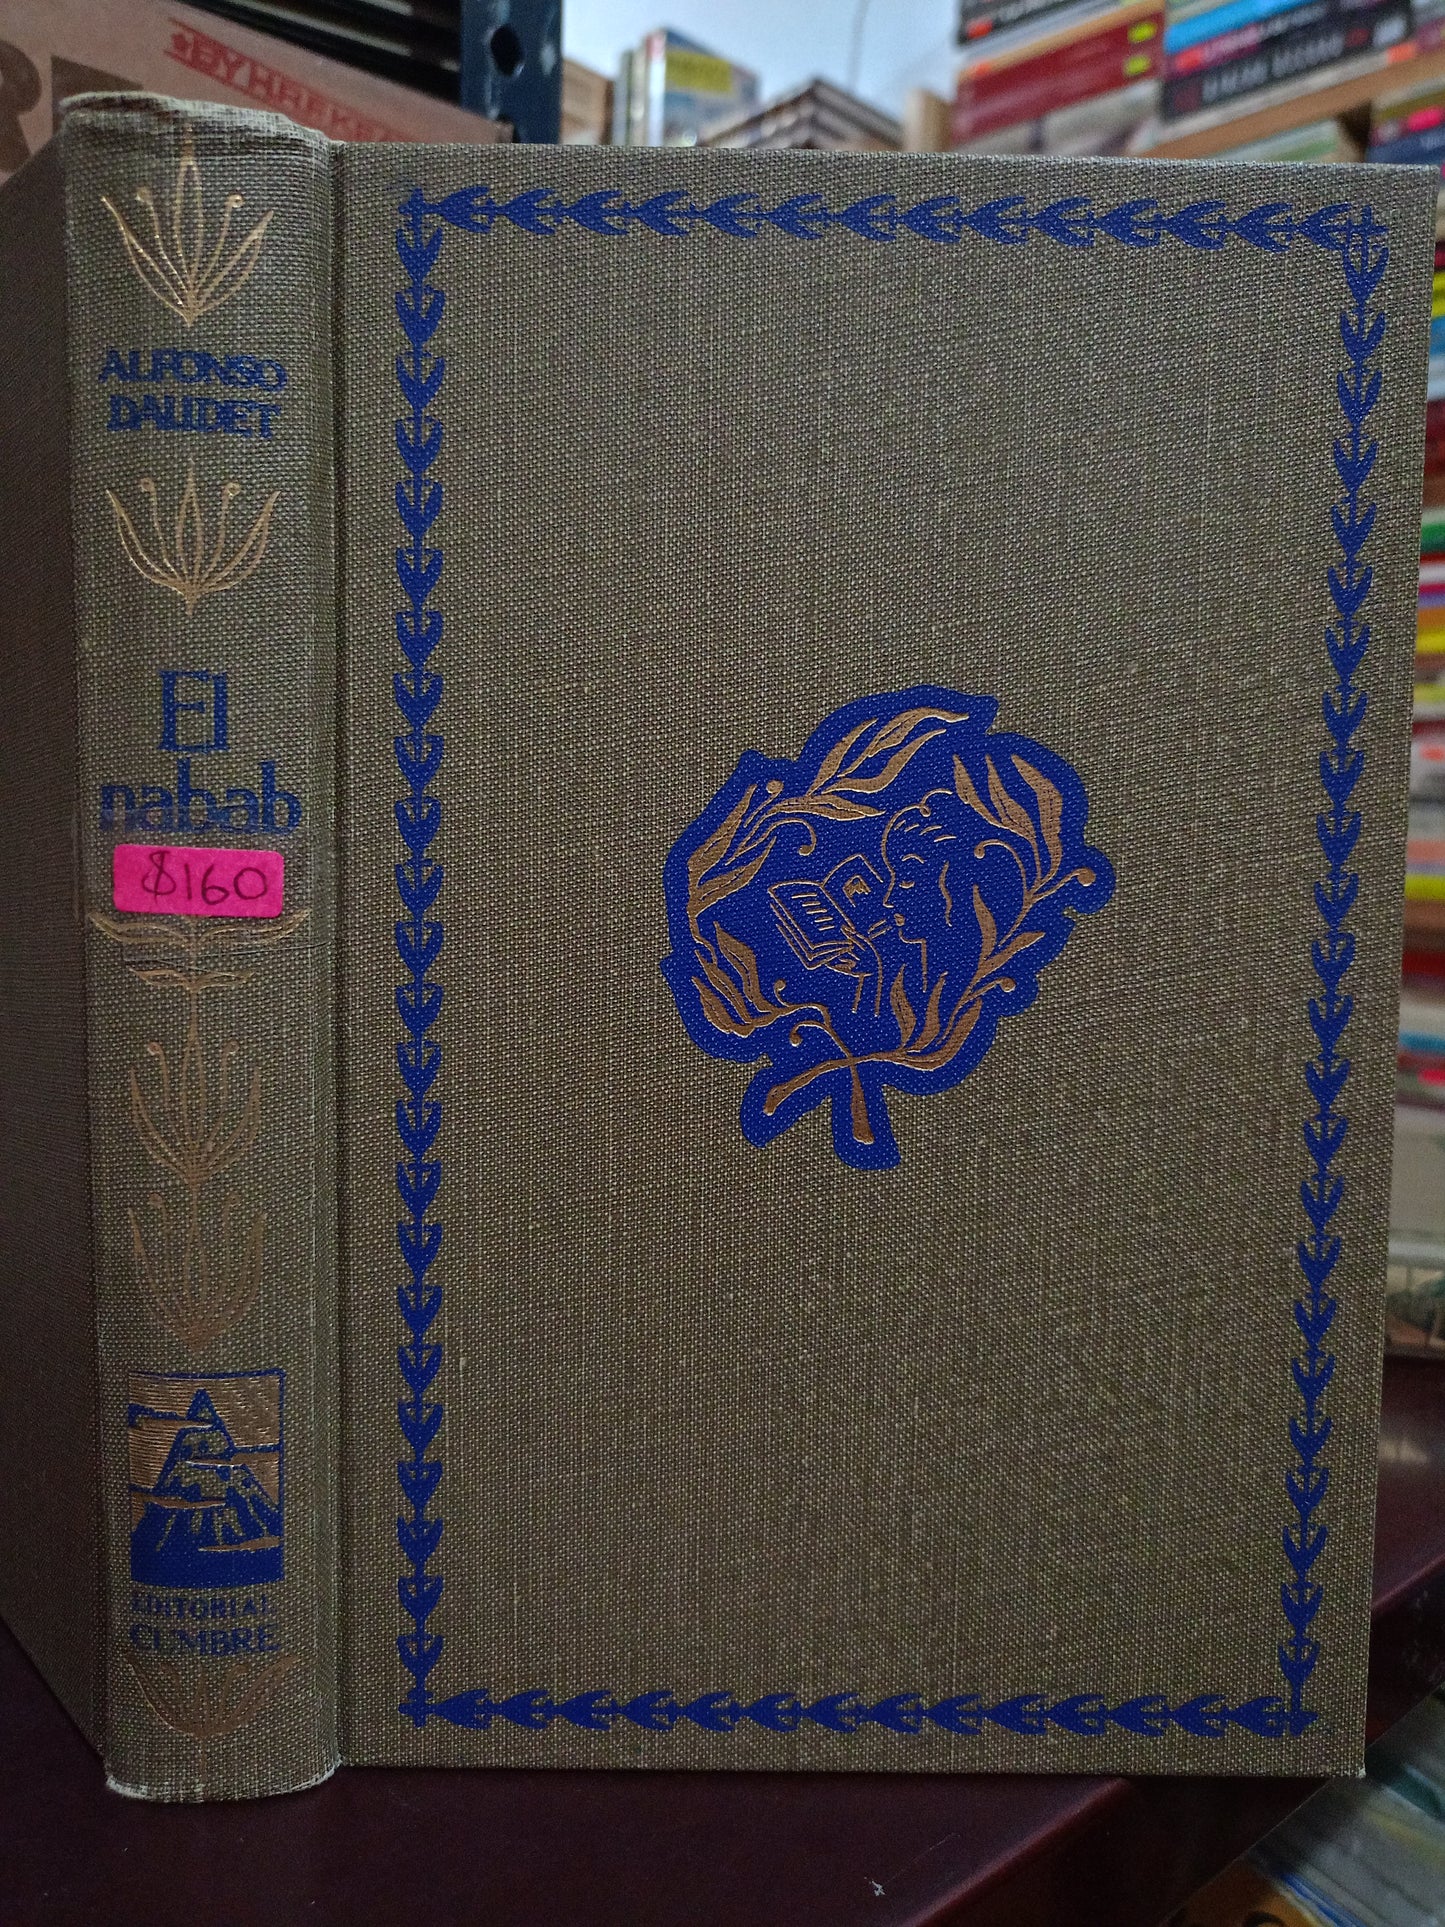 ALFONSO
DAUDET
El
nabab
$160
EDITORIAL
CUMBRE